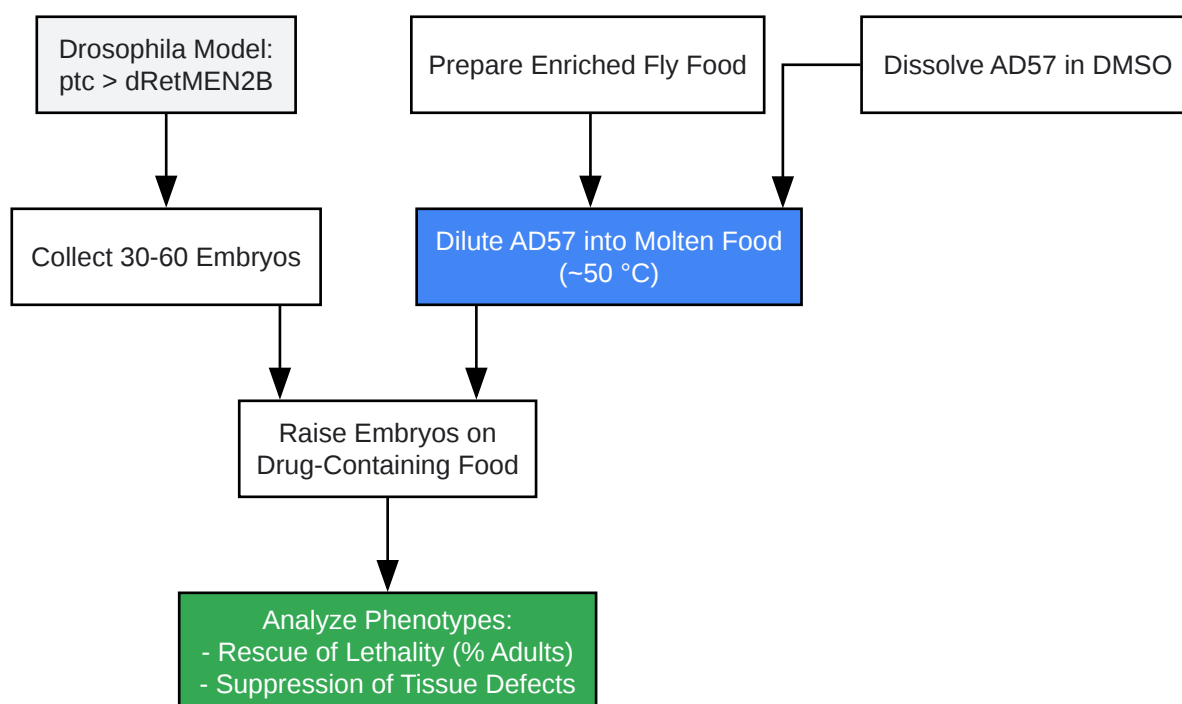 Drosophila Model:
ptc > dRetMEN2B
Prepare Enriched Fly Food
Dissolve AD57 in DMSO
Collect 30-60 Embryos
Dilute AD57 into Molten Food
(~50 °C)
Raise Embryos on
Drug-Containing Food
Analyze Phenotypes:
- Rescue of Lethality (% Adults)
- Suppression of Tissue Defects